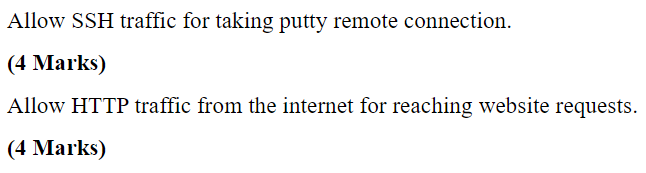 Allow SSH traffic for taking putty remote connection.
(4 Marks)
Allow HTTP traffic from the internet for reaching website requests.
(4 Marks)